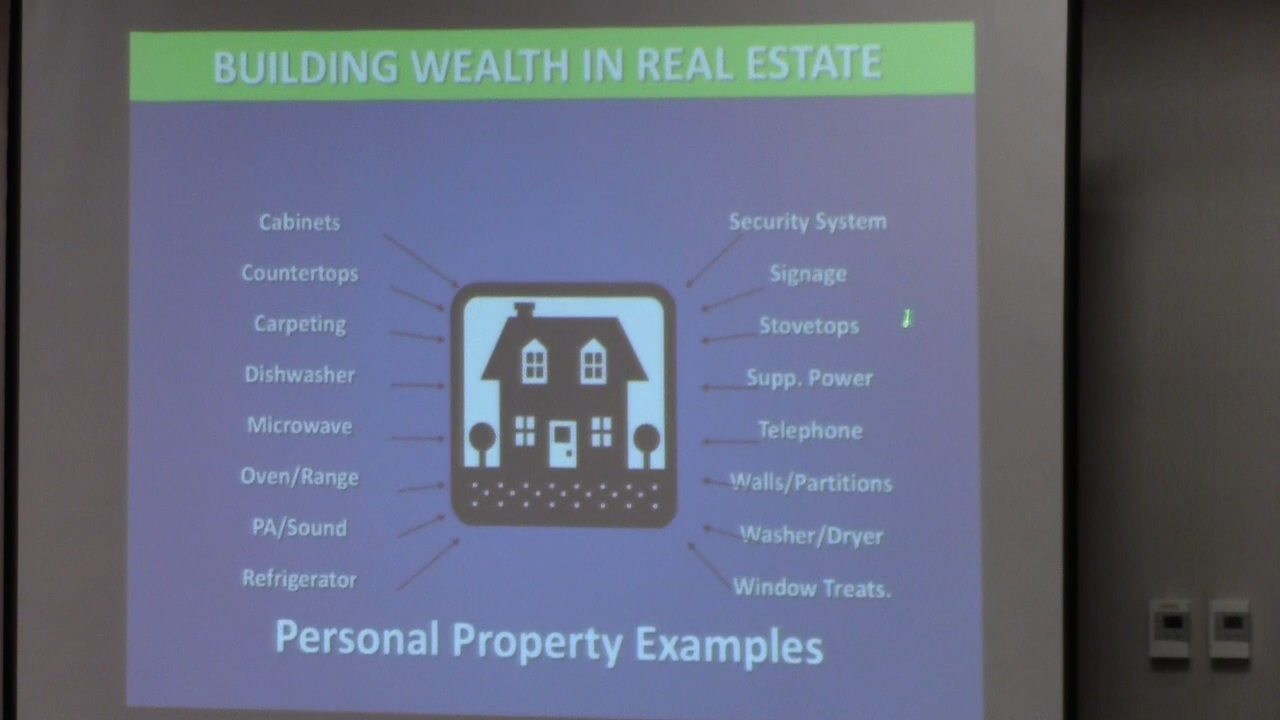 BUILDING WEALTH IN REAL ESTATE
Cabinets
Countertops
Carpeting
Dishwasher
Microwave
Oven/Range
PA/Sound
Refrigerator
Security System
Signage
Stovetops
Supp. Power
Telephone
Walls/Partitions
Washer/Dryer
Window Treats.
Personal Property Examples